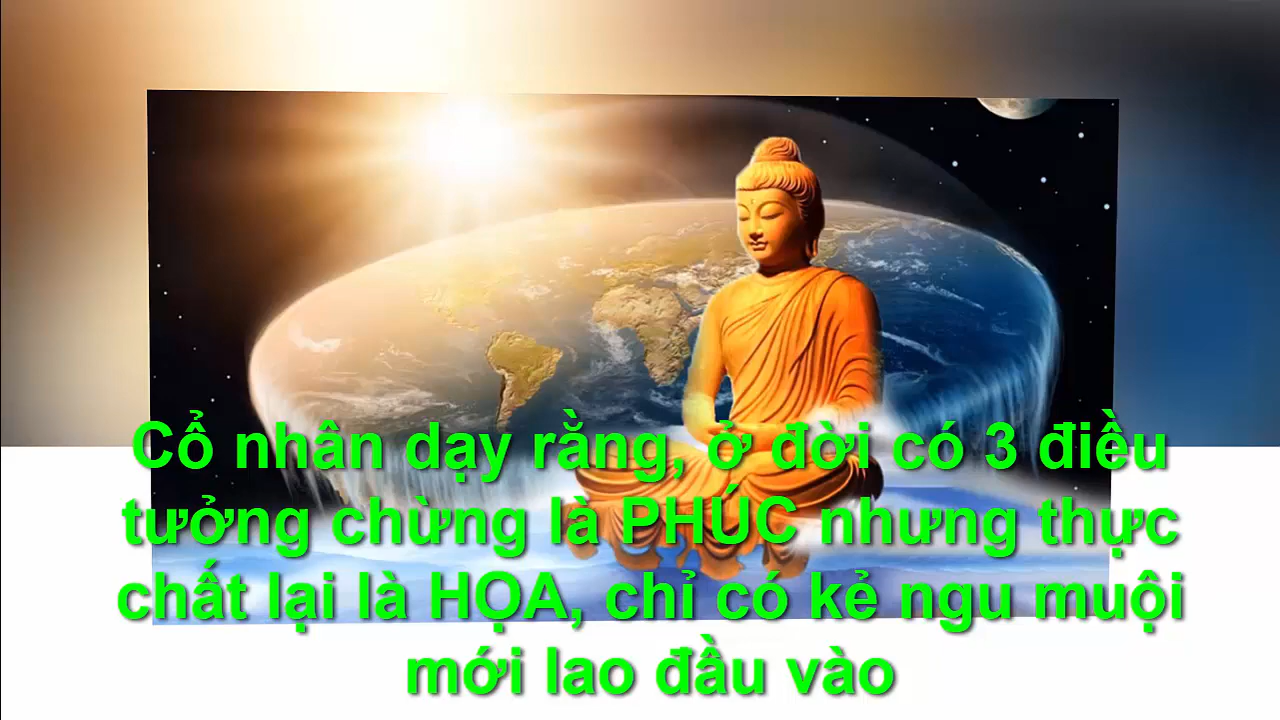 Cổ nhân dạy rằng, ở đời có 3 điều
tưởng chừng là PHÚC nhưng thực
chất lại là HỌA, chỉ có kẻ ngu muội
mới lao đầu vào